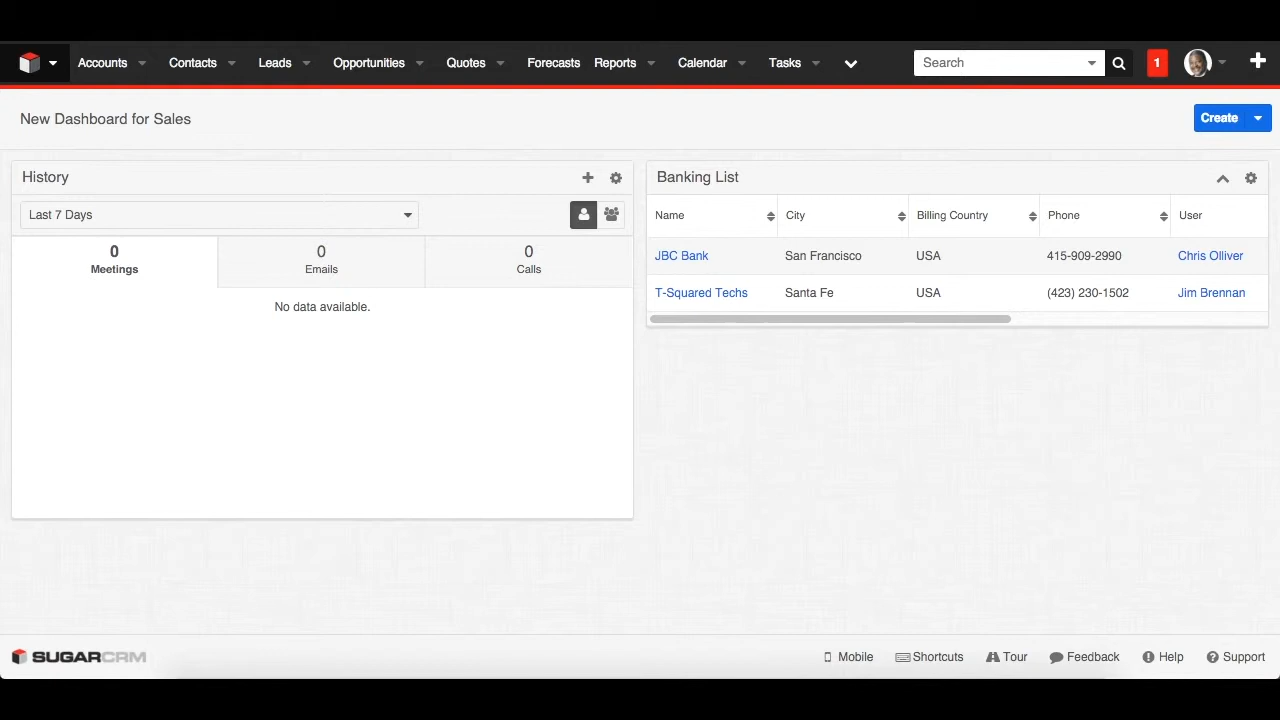 Accounts Contacts Leads Opportunities Quotes Forecasts Reports Calendar Tasks Search 1
New Dashboard for Sales Create
History
Last 7 Days
0 0 0
Meetings Emails Calls
No data available.
Banking List
Name City Billing Country Phone User
JBC Bank San Francisco USA 415-909-2990 Chris Olliver
T-Squared Techs Santa Fe USA (423) 230-1502 Jim Brennan
SUGARCRM Mobile Shortcuts Tour Feedback Help Support